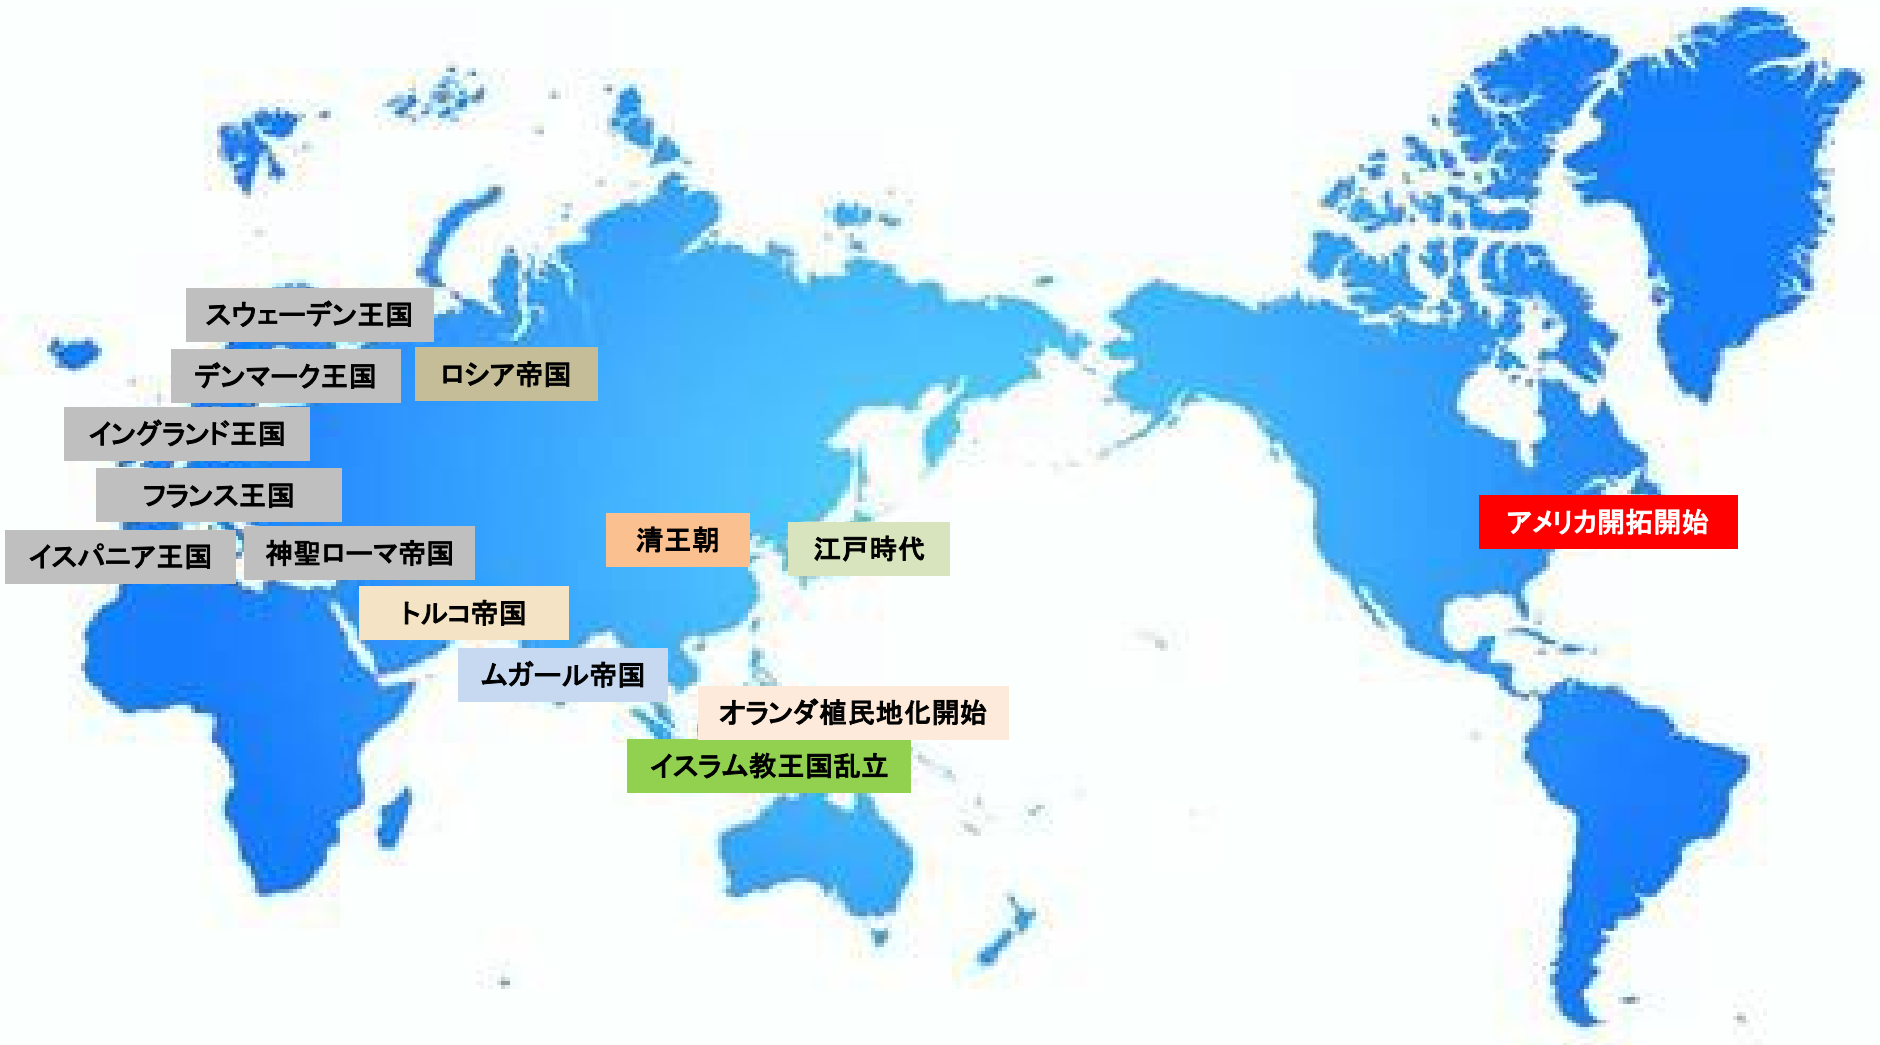 スウェーデン王国
デンマーク王国
ロシア帝国
イングランド王国
フランス王国
イスパニア王国
神聖ローマ帝国
清王朝
江戸時代
アメリカ開拓開始
トルコ帝国
ムガール帝国
オランダ植民地化開始
イスラム教王国乱立